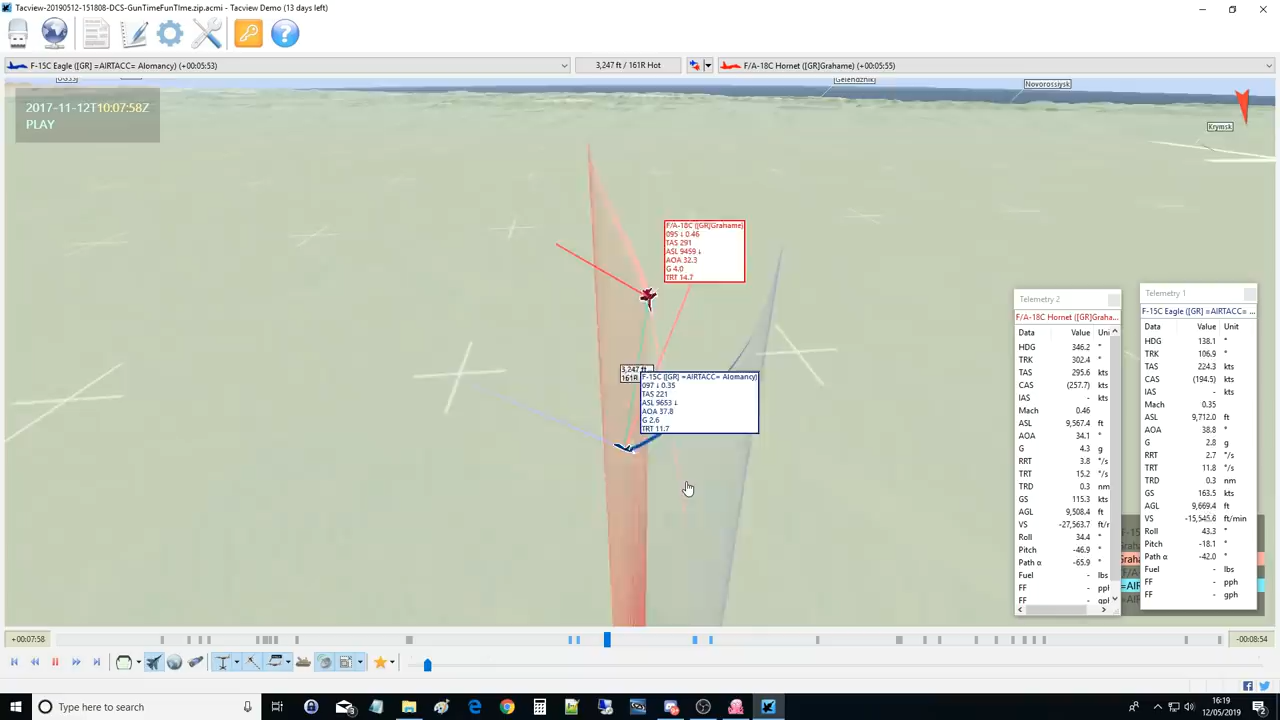 Tacview-20190512-151808-DCS-GunTimeFunTIme.zip.acmi - Tacview Demo (13 days left)
F-15C Eagle ([GR] =AIRTACC= Alomancy) (+00:05:53)
3,247 ft / 161R Hot
F/A-18C Hornet ([GR]Grahame) (+00:05:55)
Gelendzhik
Novorossiysk
Krymsk
2017-11-12T10:07:58Z
PLAY
F/A-18C ([GR]Grahame)
095 ↓ 0.46
TAS 291
ASL 9459 ↓
AOA 32.3
G 4.0
TRT 14.7
3,247 ft
161R
F-15C ([GR] =AIRTACC= Alomancy)
097 ↓ 0.35
TAS 221
ASL 9653 ↓
AOA 37.8
G 2.6
TRT 11.7
Telemetry 2
F/A-18C Hornet ([GR]Graha...
Data Value Uni
HDG 346.2 °
TRK 302.4 °
TAS 295.6 kts
CAS (257.7) kts
IAS - kts
Mach 0.46
ASL 9,567.4 ft
AOA 34.1 °
G 4.3 g
RRT 3.8 °/s
TRT 15.2 °/s
TRD 0.3 nm
GS 115.3 kts
AGL 9,508.4 ft
VS -27,563.7 ft/r
Roll 34.4 °
Pitch -46.9 °
Path α -65.9 °
Fuel - lbs
FF - ppl
FF - gpl
Telemetry 1
F-15C Eagle ([GR] =AIRTACC= ...
Data Value Unit
HDG 138.1 °
TRK 106.9 °
TAS 224.3 kts
CAS (194.5) kts
IAS - kts
Mach 0.35
ASL 9,712.0 ft
AOA 38.8 °
G 2.8 g
RRT 2.7 °/s
TRT 11.8 °/s
TRD 0.3 nm
GS 163.5 kts
AGL 9,669.4 ft
VS -15,545.6 ft/min
Roll 43.3 °
Pitch -18.1 °
Path α -42.0 °
Fuel - lbs
FF - pph
FF - gph
+00:07:58
-00:08:54
Type here to search
16:19
12/05/2019